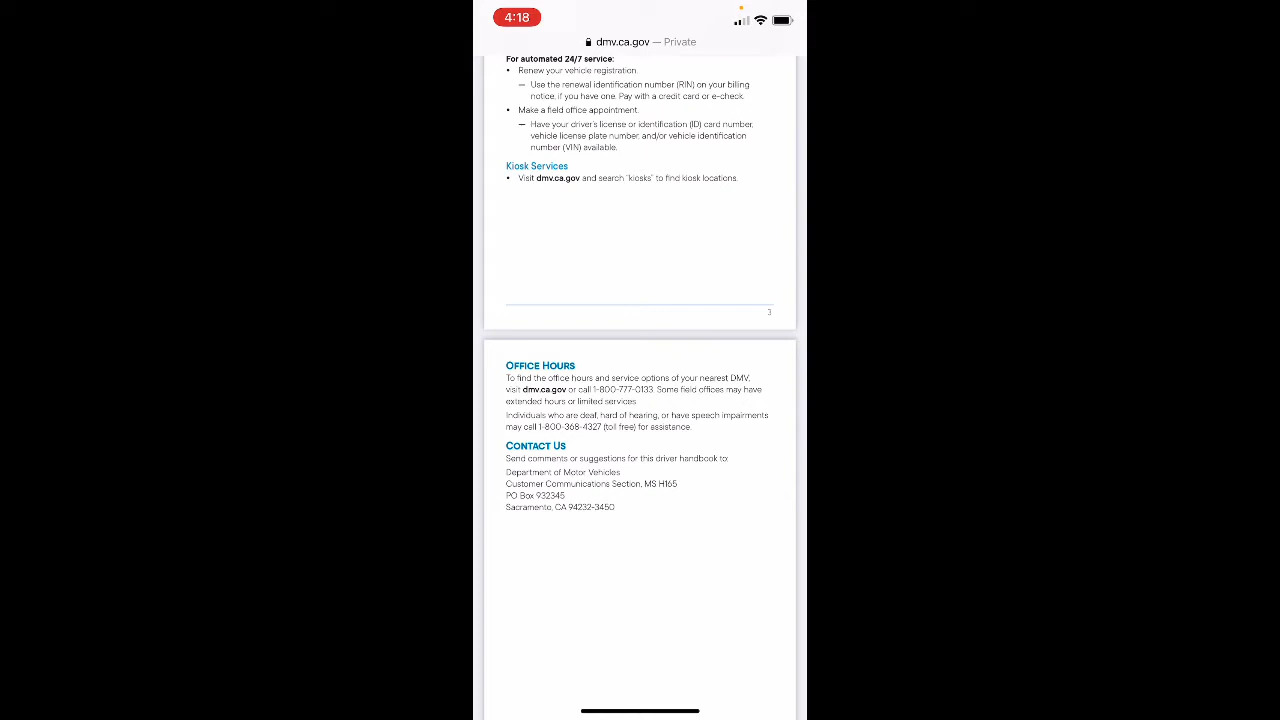 4:18
dmv.ca.gov — Private
For automated 24/7 service:
• Renew your vehicle registration.
— Use the renewal identification number (RIN) on your billing
notice, if you have one. Pay with a credit card or e-check.
• Make a field office appointment.
— Have your driver's license or identification (ID) card number,
vehicle license plate number, and/or vehicle identification
number (VIN) available.
Kiosk Services
• Visit dmv.ca.gov and search "kiosks" to find kiosk locations.
3
OFFICE HOURS
To find the office hours and service options of your nearest DMV,
visit dmv.ca.gov or call 1-800-777-0133. Some field offices may have
extended hours or limited services.
Individuals who are deaf, hard of hearing, or have speech impairments
may call 1-800-368-4327 (toll free) for assistance.
CONTACT US
Send comments or suggestions for this driver handbook to:
Department of Motor Vehicles
Customer Communications Section, MS H165
PO Box 932345
Sacramento, CA 94232-3450